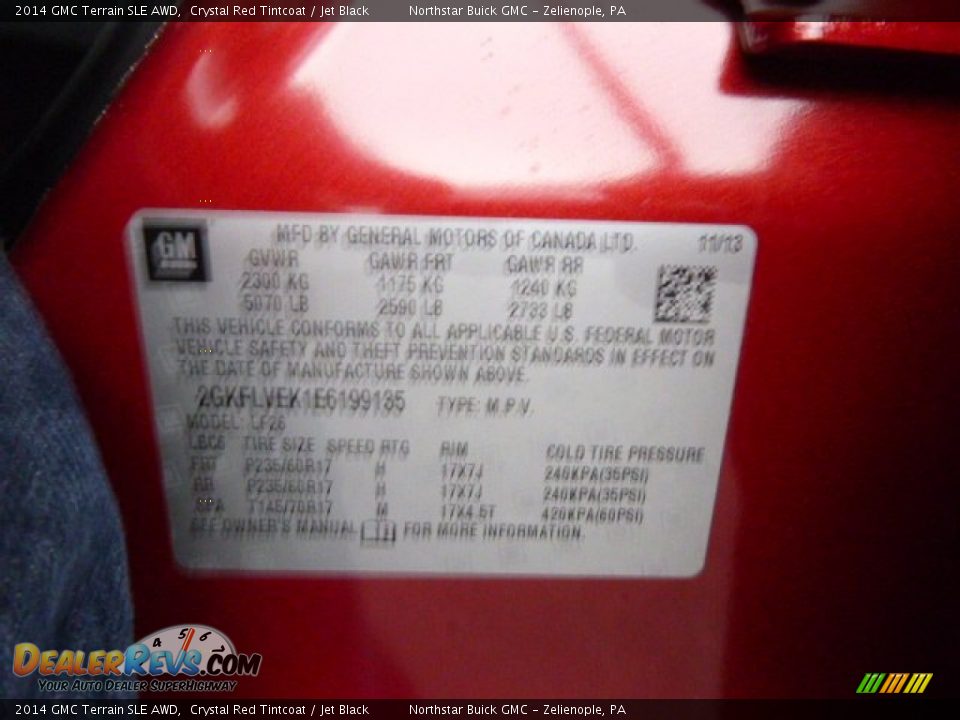 2014 GMC Terrain SLE AWD, Crystal Red Tintcoat / Jet Black Northstar Buick GMC - Zelienople, PA
GM
MFD BY GENERAL MOTORS OF CANADA LTD. 11/13
GVWR GAWR FRT GAWR RR
2300 KG 1175 KG 1240 KG
5070 LB 2590 LB 2733 LB
THIS VEHICLE CONFORMS TO ALL APPLICABLE U.S. FEDERAL MOTOR
VEHICLE SAFETY AND THEFT PREVENTION STANDARDS IN EFFECT ON
THE DATE OF MANUFACTURE SHOWN ABOVE.
2GKFLVEK1E6199135 TYPE: M.P.V.
MODEL: LF26
TIRE SIZE SPEED RTG RIM COLD TIRE PRESSURE
FRT P235/60R17 H 17X7J 240KPA(35PSI)
RR P235/60R17 H 17X7J 240KPA(35PSI)
SPA T145/70R17 M 17X4.5T 420KPA(60PSI)
SEE OWNER'S MANUAL FOR MORE INFORMATION.
4 5 6
DEALERREVS.COM
YOUR AUTO DEALER SUPERHIGHWAY
2014 GMC Terrain SLE AWD, Crystal Red Tintcoat / Jet Black Northstar Buick GMC - Zelienople, PA